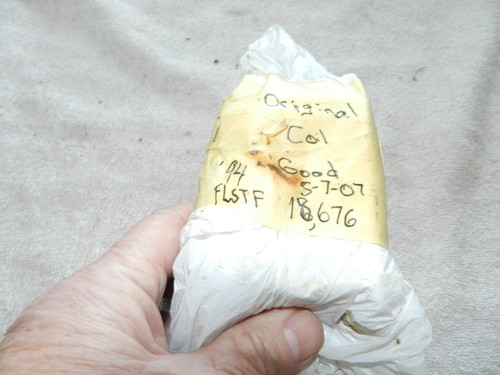 Original
Coil
'94 Good
5-7-07
FLSTF 18,676